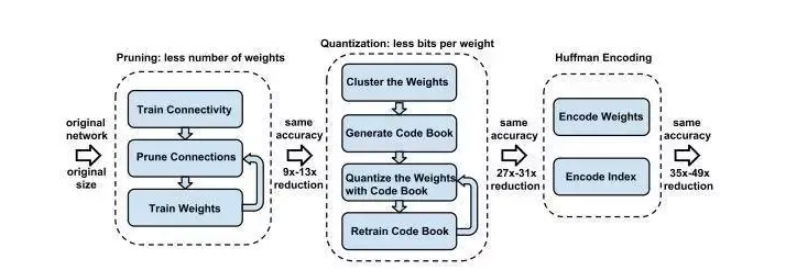 Pruning: less number of weights
Quantization: less bits per weight
Huffman Encoding
original
network
original
size
Train Connectivity
Prune Connections
Train Weights
same
accuracy
9x-13x
reduction
Cluster the Weights
Generate Code Book
Quantize the Weights
with Code Book
Retrain Code Book
same
accuracy
27x-31x
reduction
Encode Weights
Encode Index
same
accuracy
35x-49x
reduction